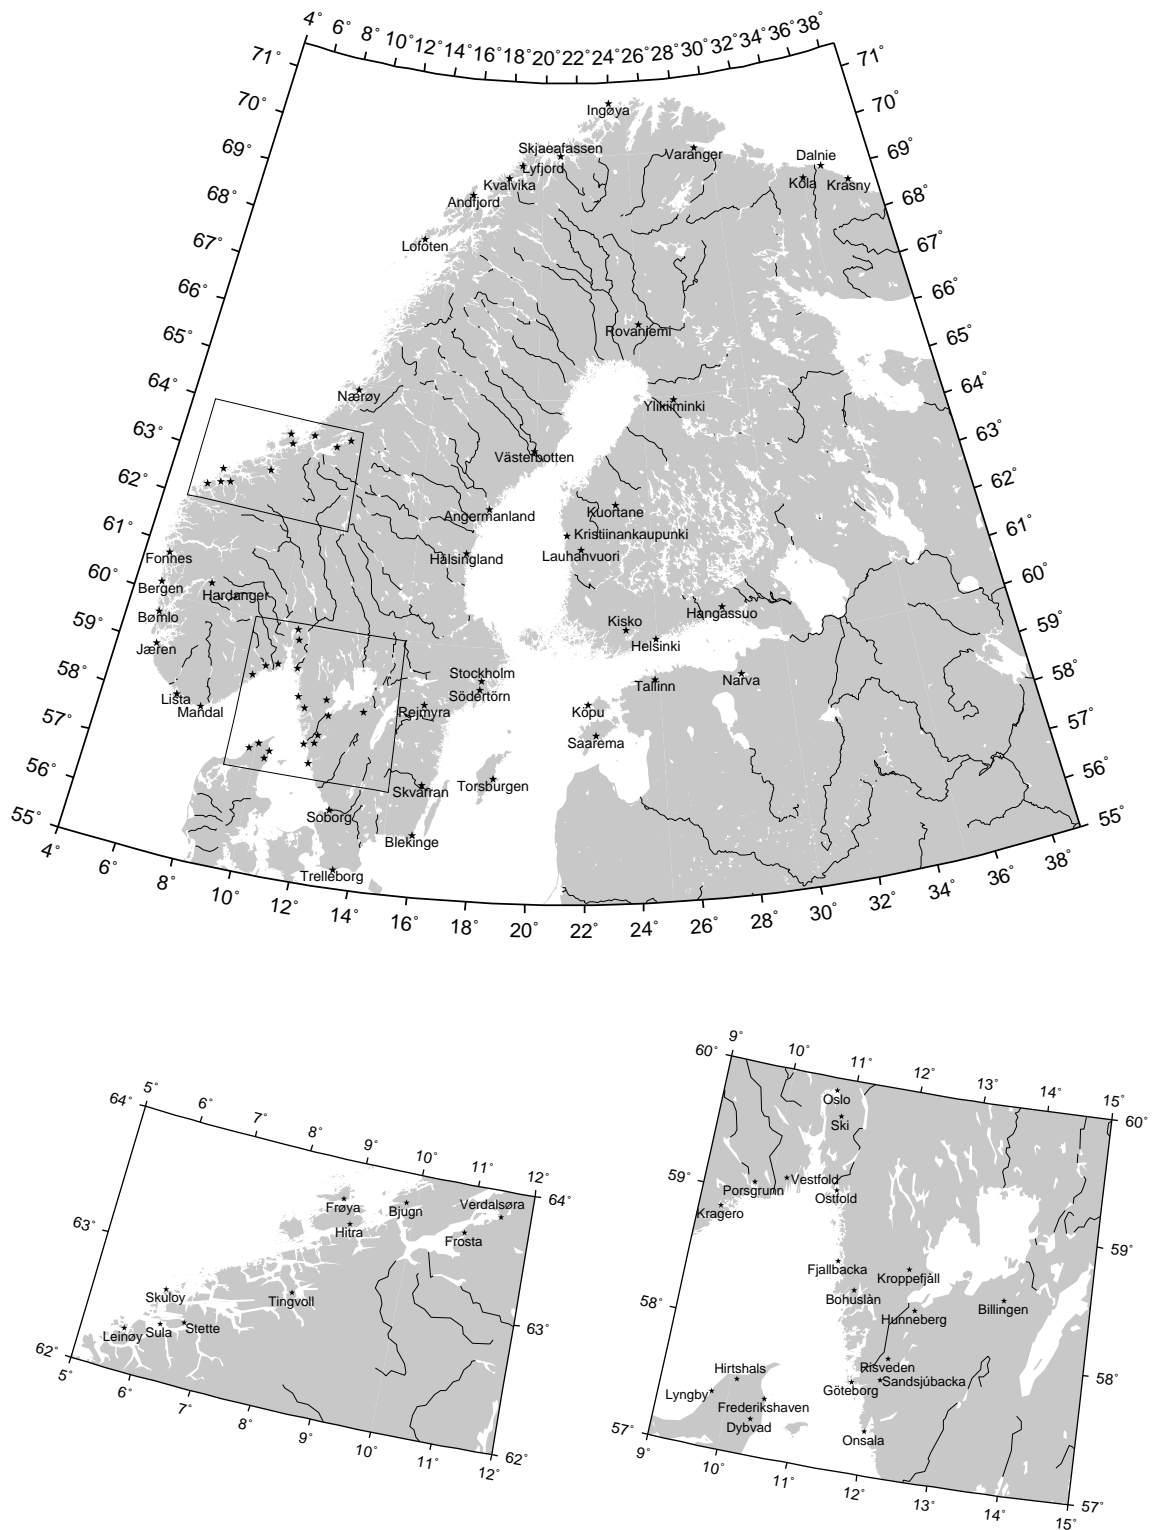 4° 6° 8° 10° 12° 14° 16° 18° 20° 22° 24° 26° 28° 30° 32° 34° 36° 38°
71° 71°
70° 70°
69° 69°
68° 68°
67° 67°
66° 66°
65° 65°
64° 64°
63° 63°
62° 62°
61° 61°
60° 60°
59° 59°
58° 58°
57° 57°
56° 56°
55° 55°
4° 6° 8° 10° 12° 14° 16° 18° 20° 22° 24° 26° 28° 30° 32° 34° 36° 38°
Ingøya
Skjaeafassen
Varanger
Dalnie
Lyfjord
Kvalvika
Kola
Krasny
Andfjord
Lofoten
Rovaniemi
Nærøy
Ylikiiminki
Västerbotten
Angermanland
Kuortane
Kristiinankaupunki
Hälsingland
Lauhanvuori
Fonnes
Bergen
Hardanger
Bømlo
Hangassuo
Kisko
Jæren
Helsinki
Stockholm
Narva
Tallinn
Södertörn
Lista
Mandal
Rejmyra
Kopu
Saarema
Torsburgen
Skvarran
Soborg
Blekinge
Trelleborg
5° 6° 7° 8° 9° 10° 11° 12°
64° 64°
63° 63°
62° 62°
5° 6° 7° 8° 9° 10° 11° 12°
Verdalsøra
Frøya
Bjugn
Hitra
Frosta
Skuloy
Tingvoll
Leinøy
Sula
Stette
9° 10° 11° 12° 13° 14° 15°
60° 60°
59° 59°
58° 58°
57° 57°
9° 10° 11° 12° 13° 14° 15°
Oslo
Ski
Vestfold
Porsgrunn
Ostfold
Kragero
Fjallbacka
Kroppefjåll
Bohuslàn
Billingen
Hunneberg
Risveden
Hirtshals
Sandsjúbacka
Göteborg
Lyngby
Frederikshaven
Dybvad
Onsala